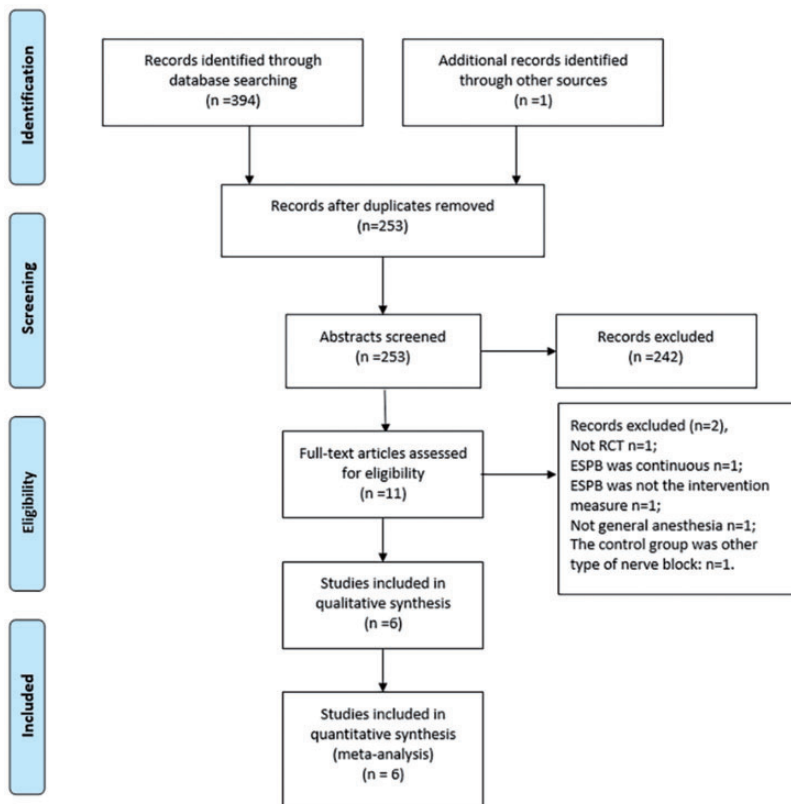 Identification
Records identified through
database searching
(n =394)
Additional records identified
through other sources
(n =1)
Records after duplicates removed
(n=253)
Screening
Abstracts screened
(n =253)
Records excluded
(n =242)
Eligibility
Full-text articles assessed
for eligibility
(n =11)
Records excluded (n=2),
Not RCT n=1;
ESPB was continuous n=1;
ESPB was not the intervention
measure n=1;
Not general anesthesia n=1;
The control group was other
type of nerve block: n=1.
Studies included in
qualitative synthesis
(n =6)
Included
Studies included in
quantitative synthesis
(meta-analysis)
(n = 6)